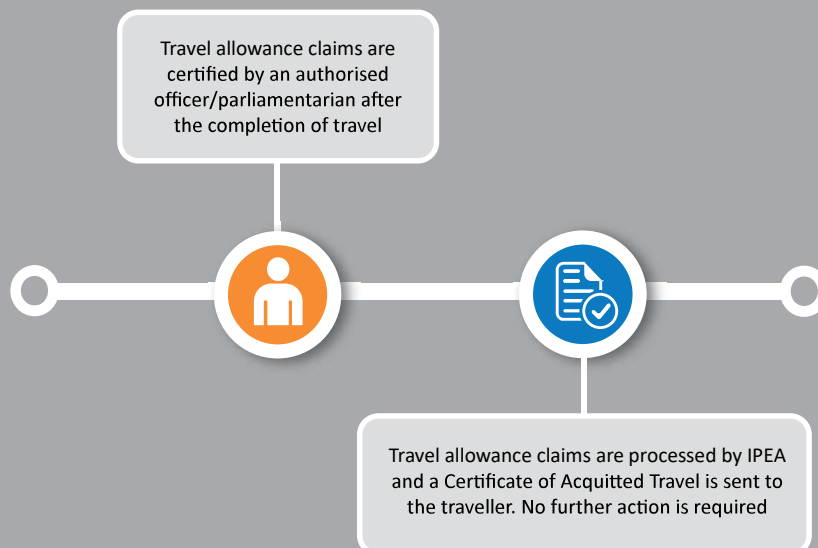 Travel allowance claims are
certified by an authorised
officer/parliamentarian after
the completion of travel
Travel allowance claims are processed by IPEA
and a Certificate of Acquitted Travel is sent to
the traveller. No further action is required